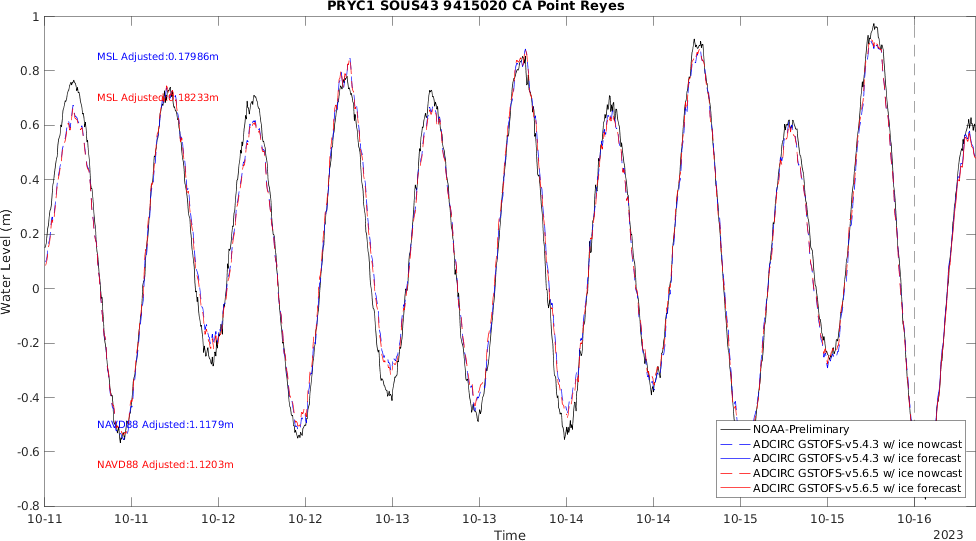 PRYC1 SOUS43 9415020 CA Point Reyes
1
0.8
0.6
0.4
0.2
0
-0.2
-0.4
-0.6
-0.8
Water Level (m)
MSL Adjusted:0.17986m
MSL Adjusted:0.18233m
NAVD88 Adjusted:1.1179m
NAVD88 Adjusted:1.1203m
NOAA-Preliminary
ADCIRC GSTOFS-v5.4.3 w/ ice nowcast
ADCIRC GSTOFS-v5.4.3 w/ ice forecast
ADCIRC GSTOFS-v5.6.5 w/ ice nowcast
ADCIRC GSTOFS-v5.6.5 w/ ice forecast
10-11 10-11 10-12 10-12 10-13 10-13 10-14 10-14 10-15 10-15 10-16
Time
2023